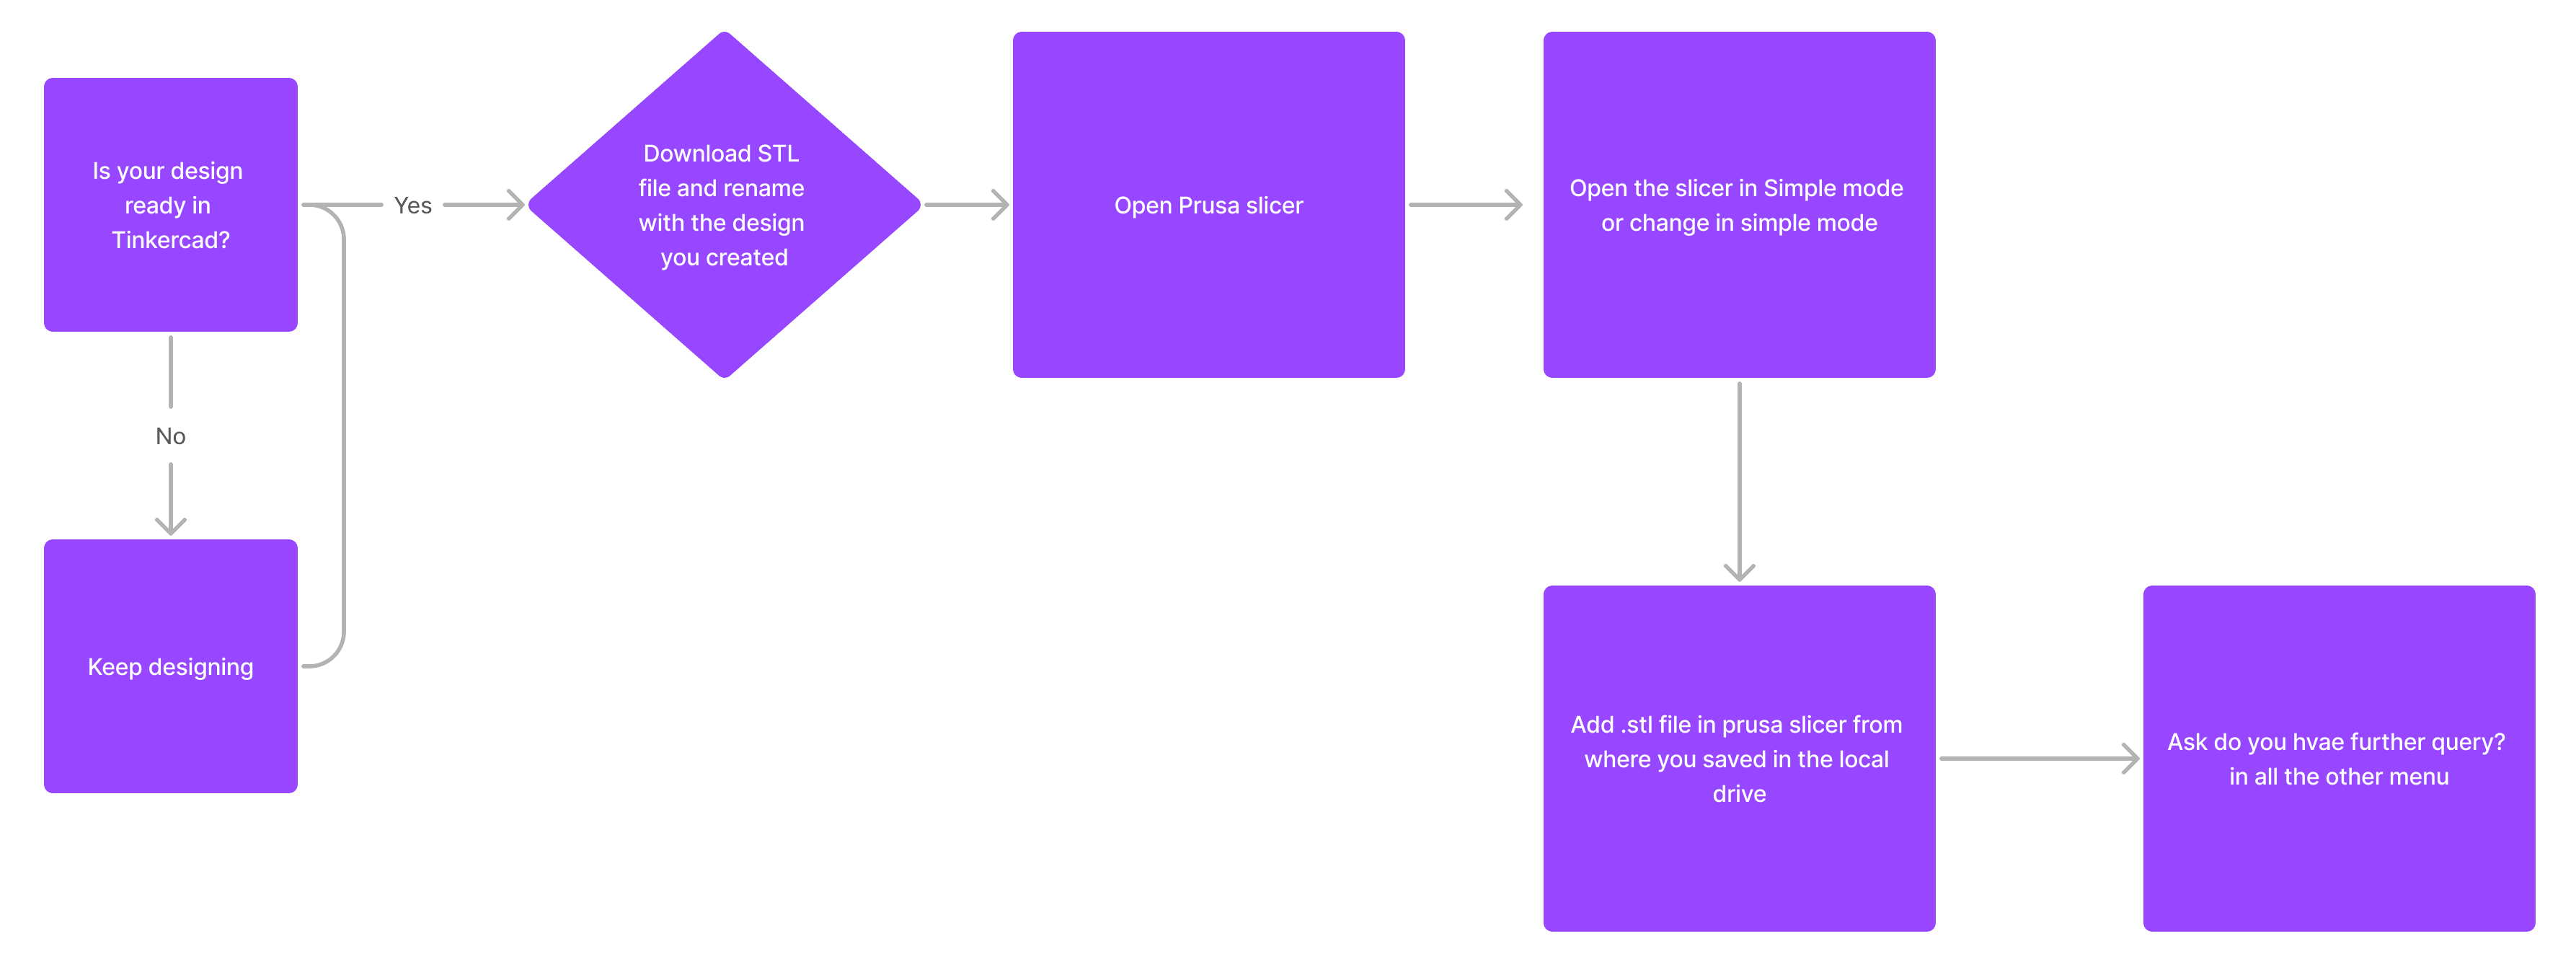 Is your design
ready in
Tinkercad?
Yes
Download STL
file and rename
with the design
you created
Open Prusa slicer
Open the slicer in Simple mode
or change in simple mode
No
Keep designing
Add .stl file in prusa slicer from
where you saved in the local
drive
Ask do you hvae further query?
in all the other menu